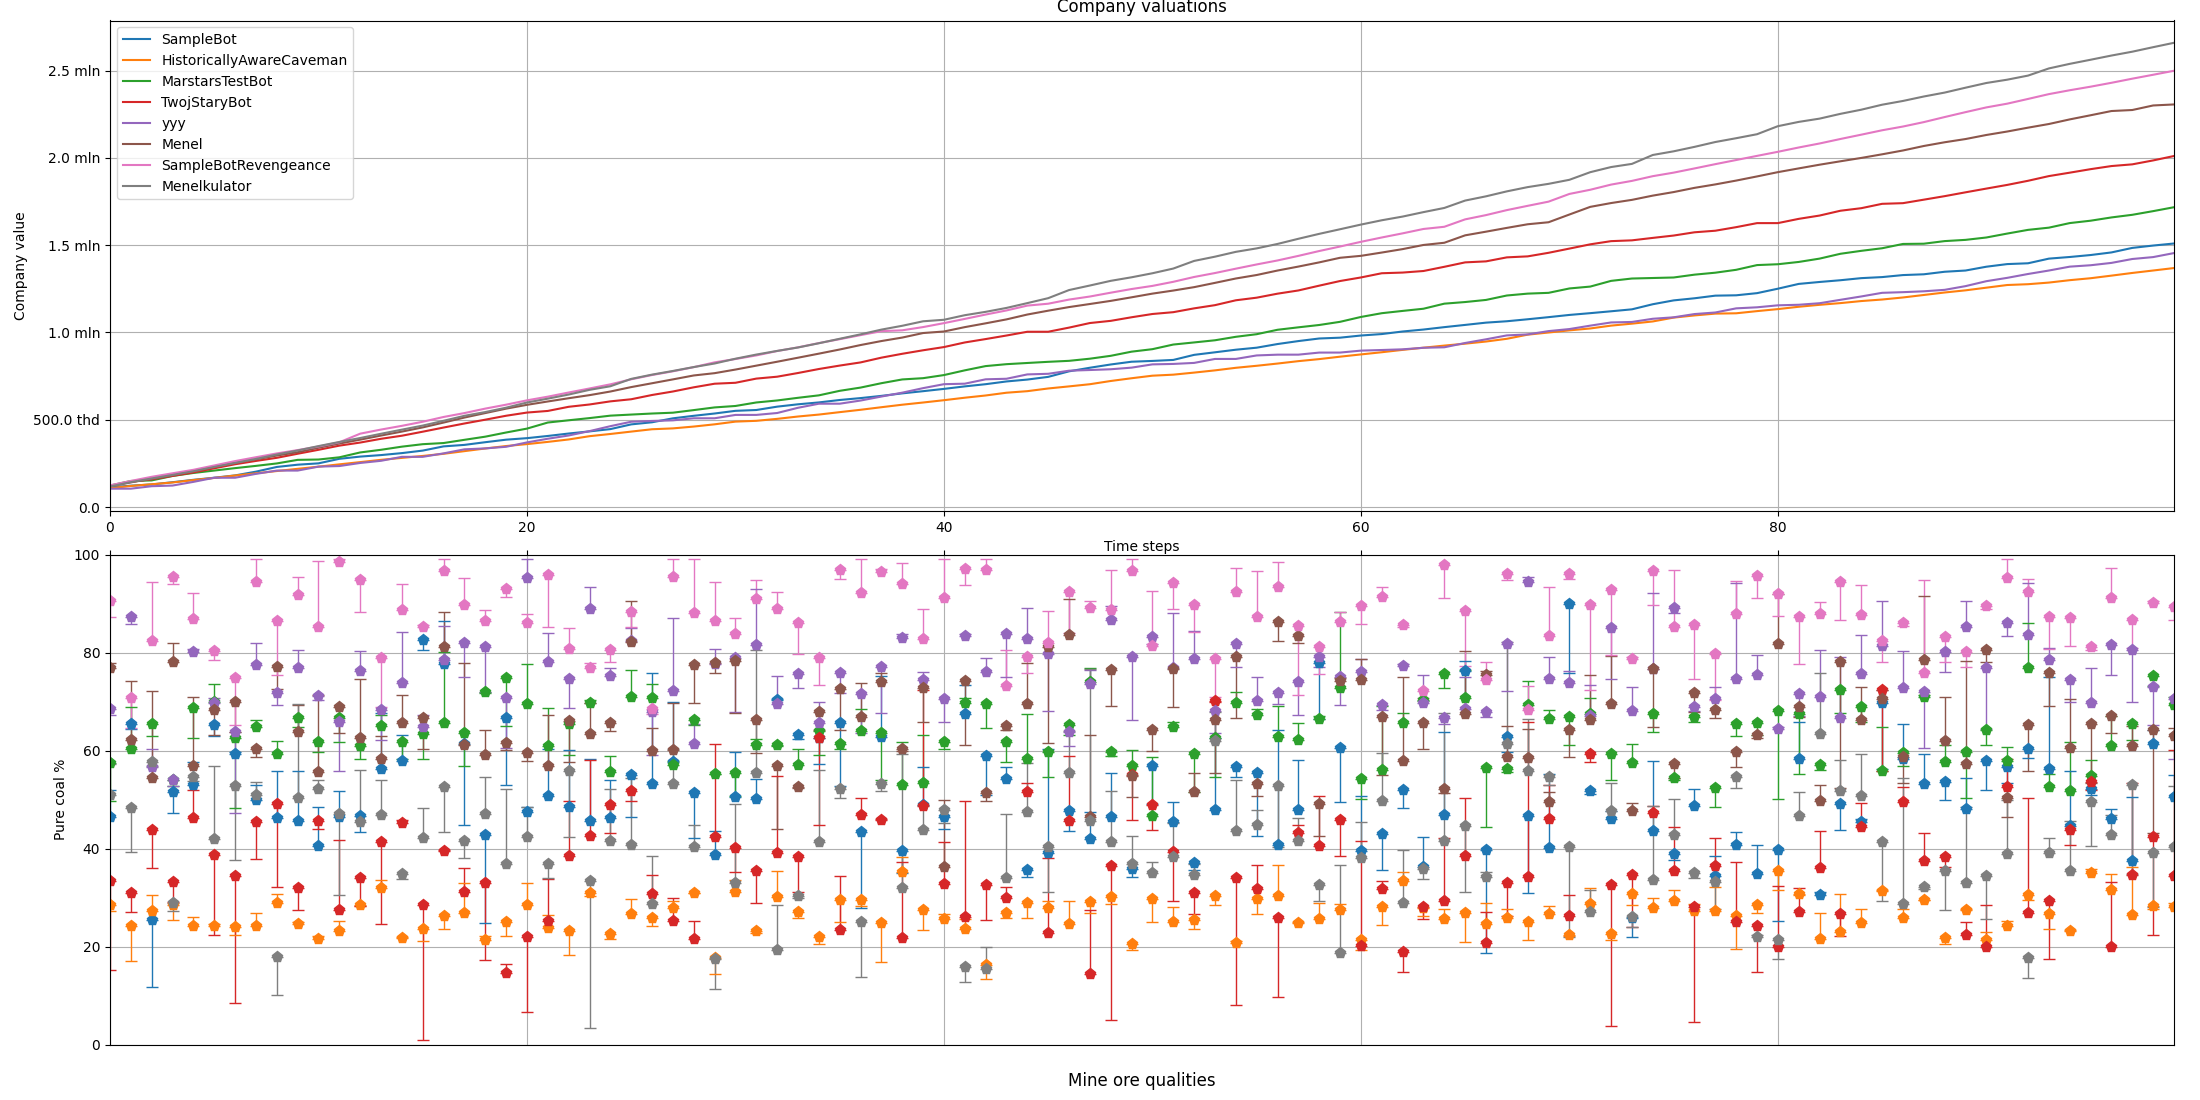 Company valuations
SampleBot
HistoricallyAwareCaveman
MarstarsTestBot
TwojStaryBot
yyy
Menel
SampleBotRevengeance
Menelkulator
Company value
2.5 mln
2.0 mln
1.5 mln
1.0 mln
500.0 thd
0.0
0 20 40 60 80
Time steps
Pure coal %
100
80
60
40
20
0
Mine ore qualities